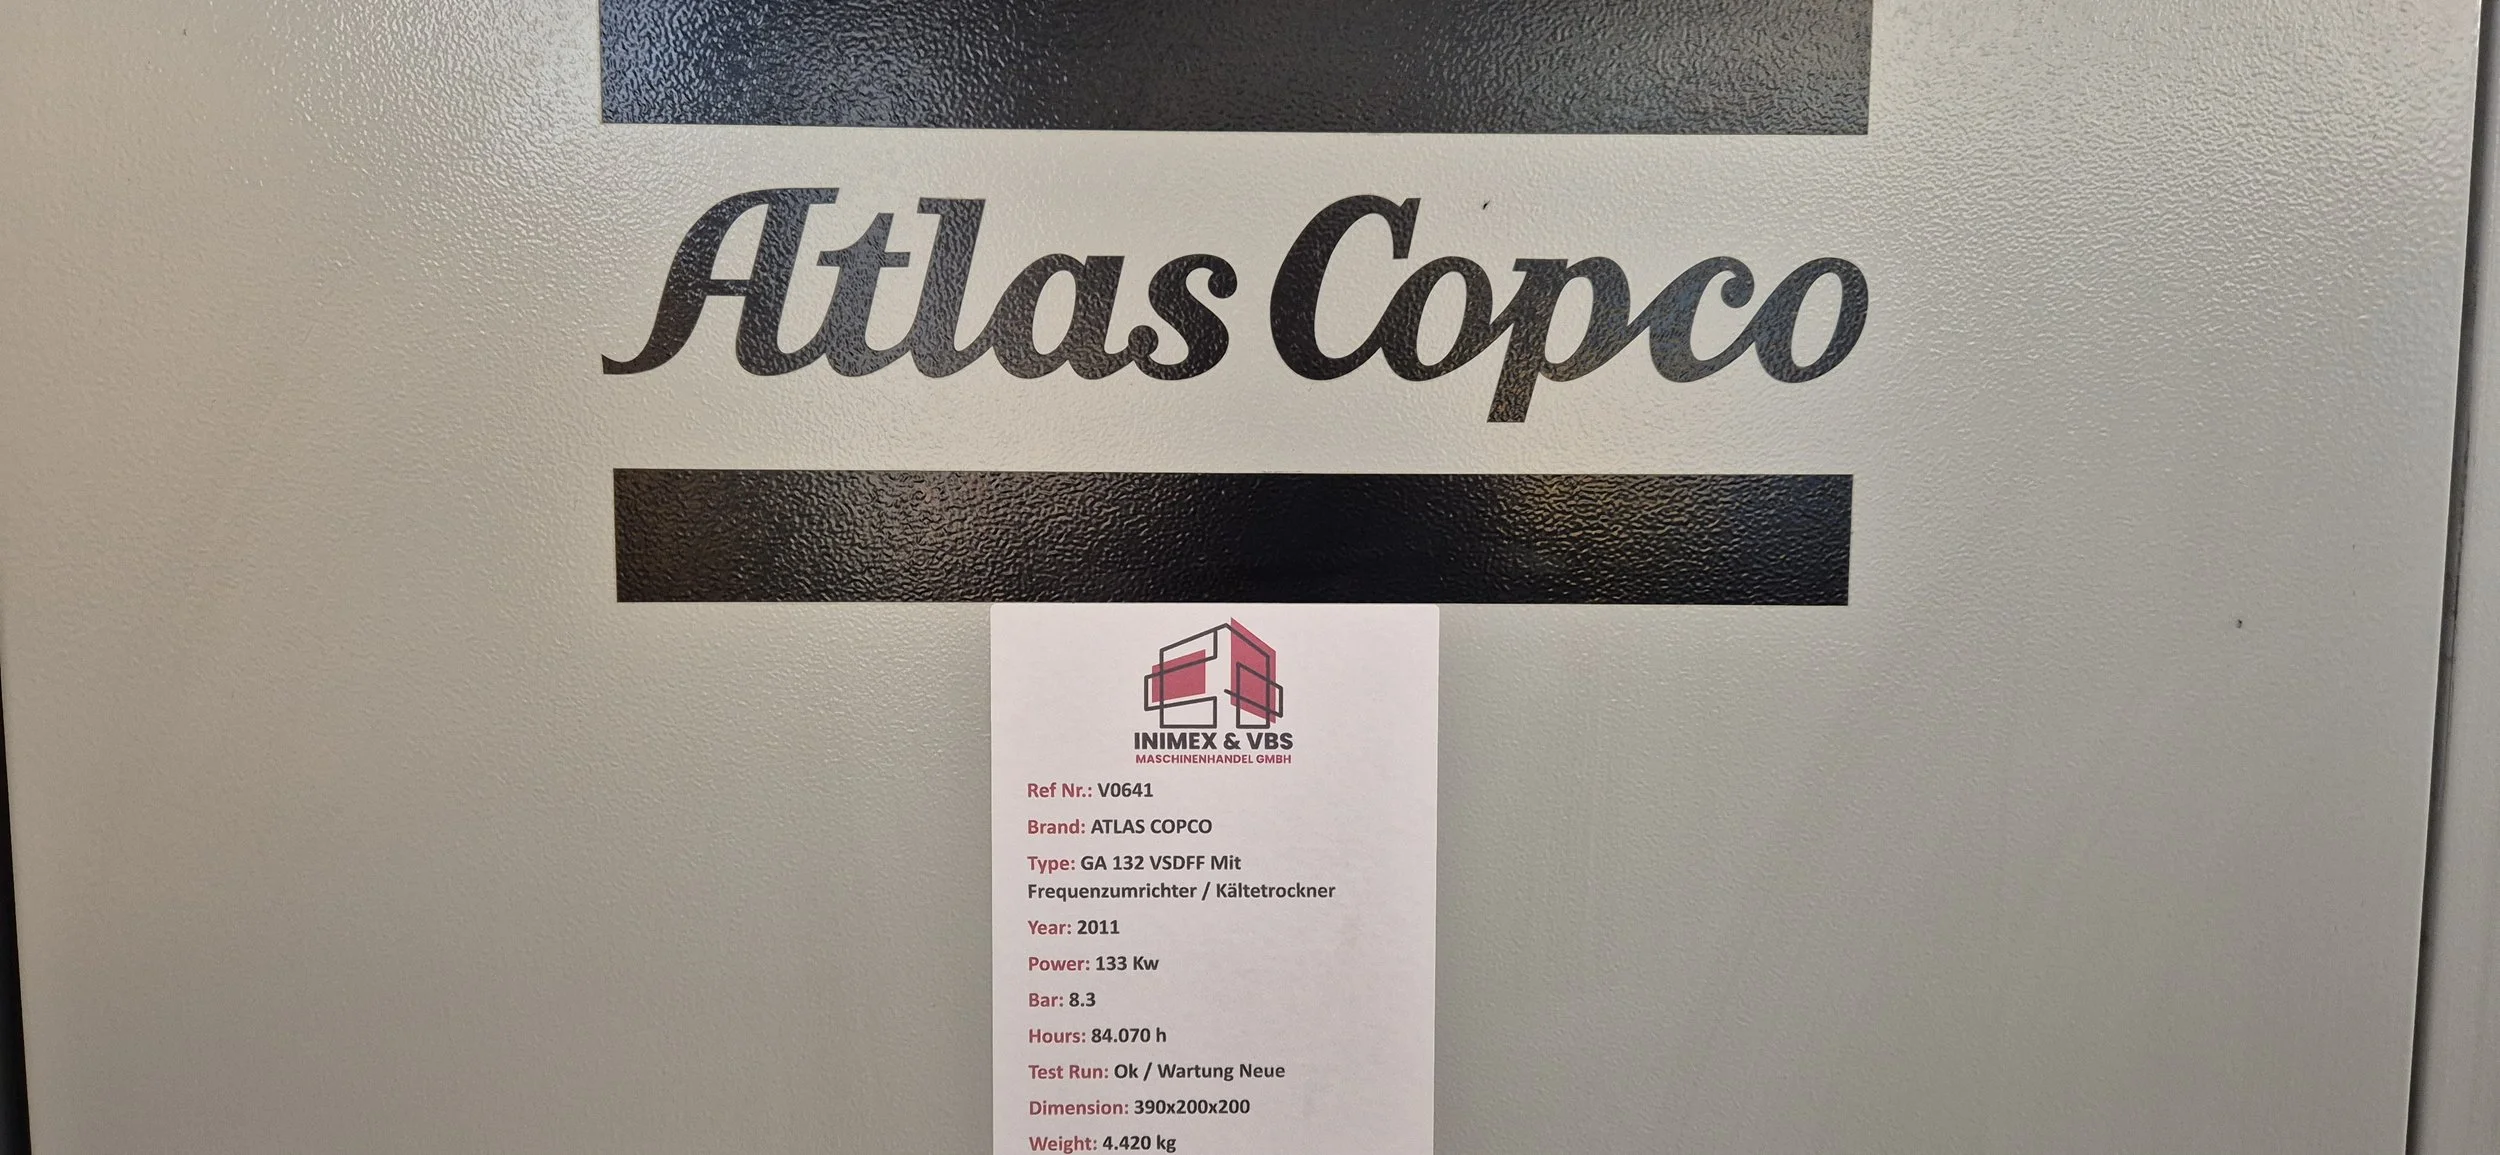 Atlas Copco
INIMEX & VBS
MASCHINENHANDEL GMBH
Ref Nr.: V0641
Brand: ATLAS COPCO
Type: GA 132 VSDFF Mit
Frequenzumrichter / Kältetrockner
Year: 2011
Power: 133 Kw
Bar: 8.3
Hours: 84.070 h
Test Run: Ok / Wartung Neue
Dimension: 390x200x200
Weight: 4.420 kg